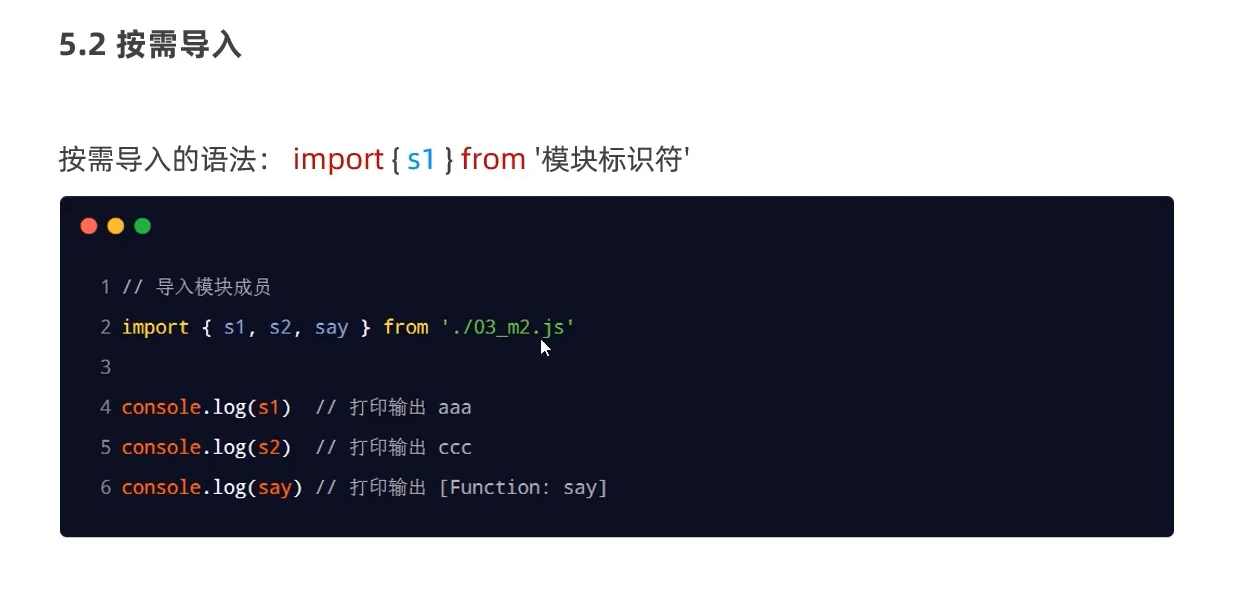 5.2 按需导入
按需导入的语法： import { s1 } from '模块标识符'
1 // 导入模块成员
2 import { s1, s2, say } from './03_m2.js'
3
4 console.log(s1)  // 打印输出 aaa
5 console.log(s2)  // 打印输出 ccc
6 console.log(say) // 打印输出 [Function: say]